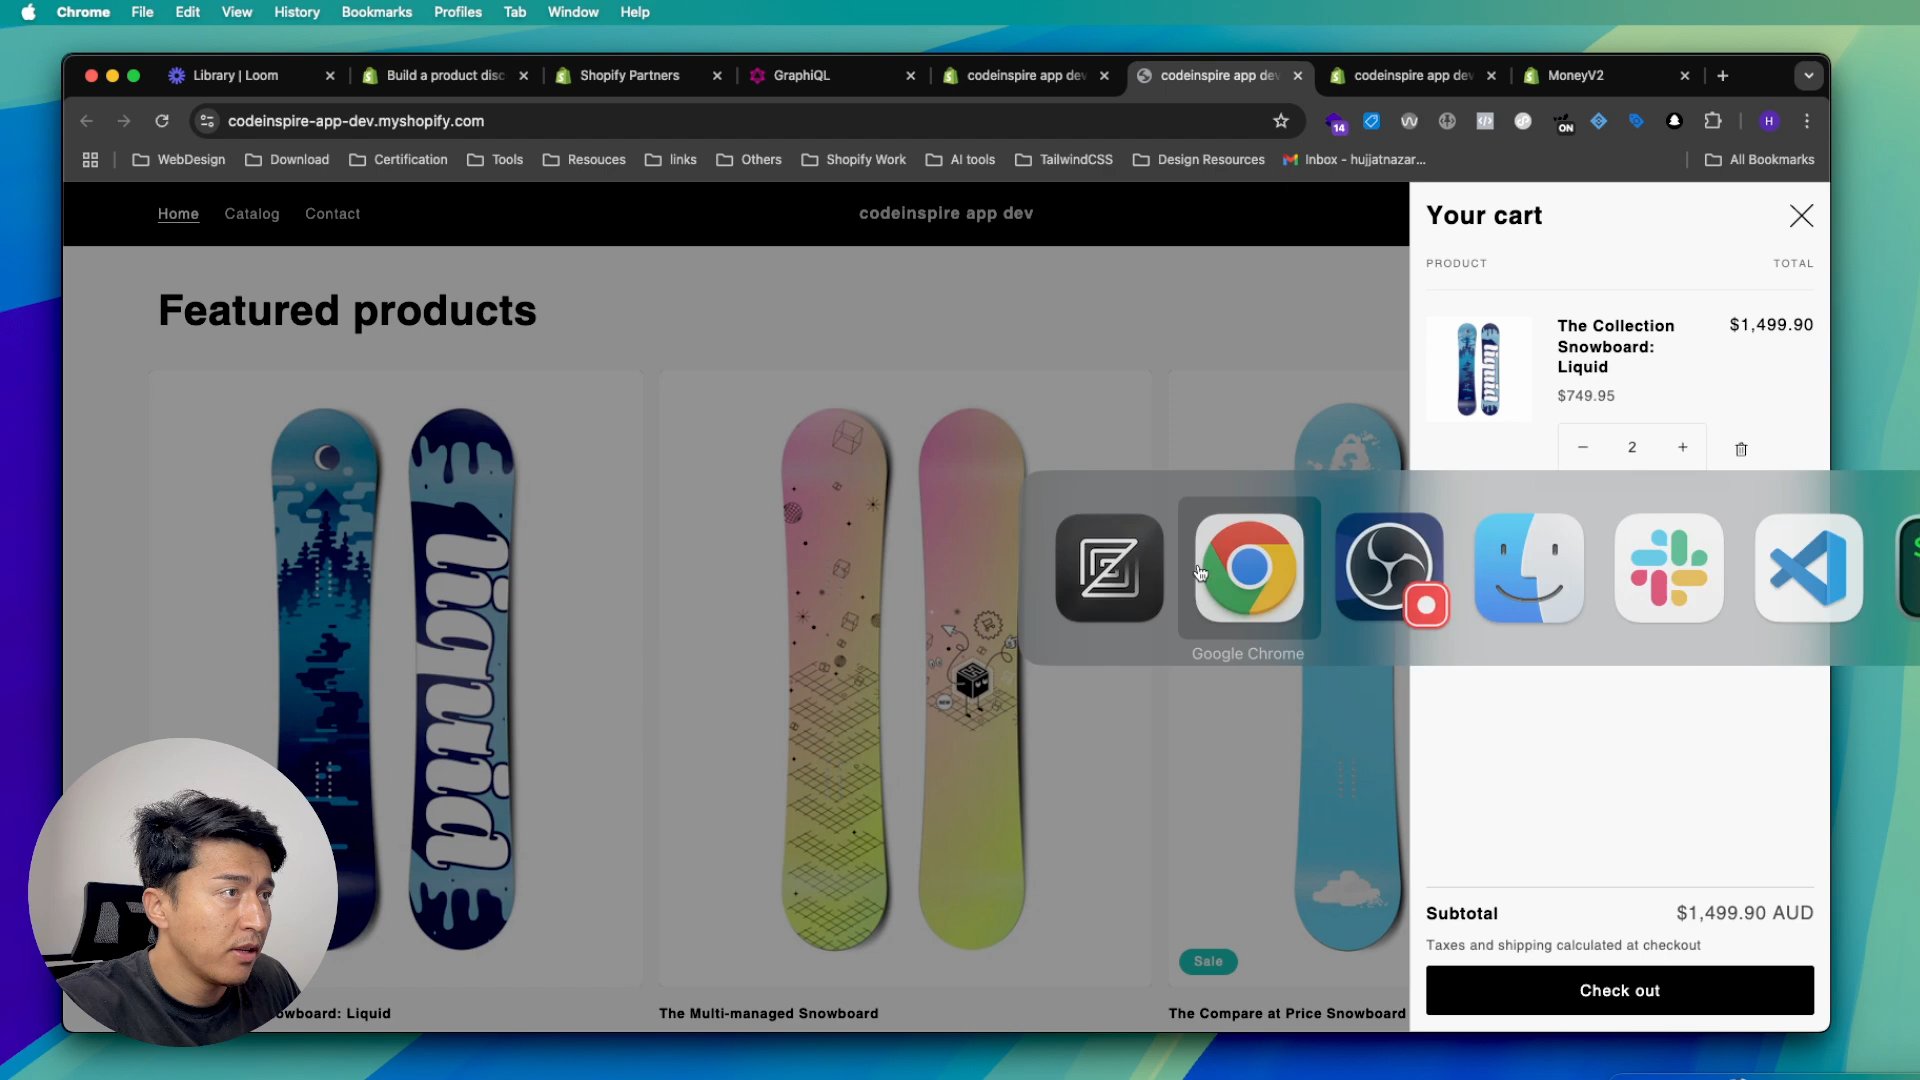 Chrome File Edit View History Bookmarks Profiles Tab Window Help
Library | Loom
Build a product disc
Shopify Partners
GraphiQL
codeinspire app dev
codeinspire app dev
codeinspire app dev
MoneyV2
codeinspire-app-dev.myshopify.com
14
ON
H
WebDesign Download Certification Tools Resouces links Others Shopify Work AI tools TailwindCSS Design Resources Inbox - hujjatnazar... All Bookmarks
Home Catalog Contact
codeinspire app dev
Your cart
PRODUCT TOTAL
Featured products
The Collection
Snowboard:
Liquid
$1,499.90
$749.95
− 2 +
liquid
Google Chrome
Sale
Subtotal $1,499.90 AUD
Taxes and shipping calculated at checkout
Check out
owboard: Liquid
The Multi-managed Snowboard
The Compare at Price Snowboard